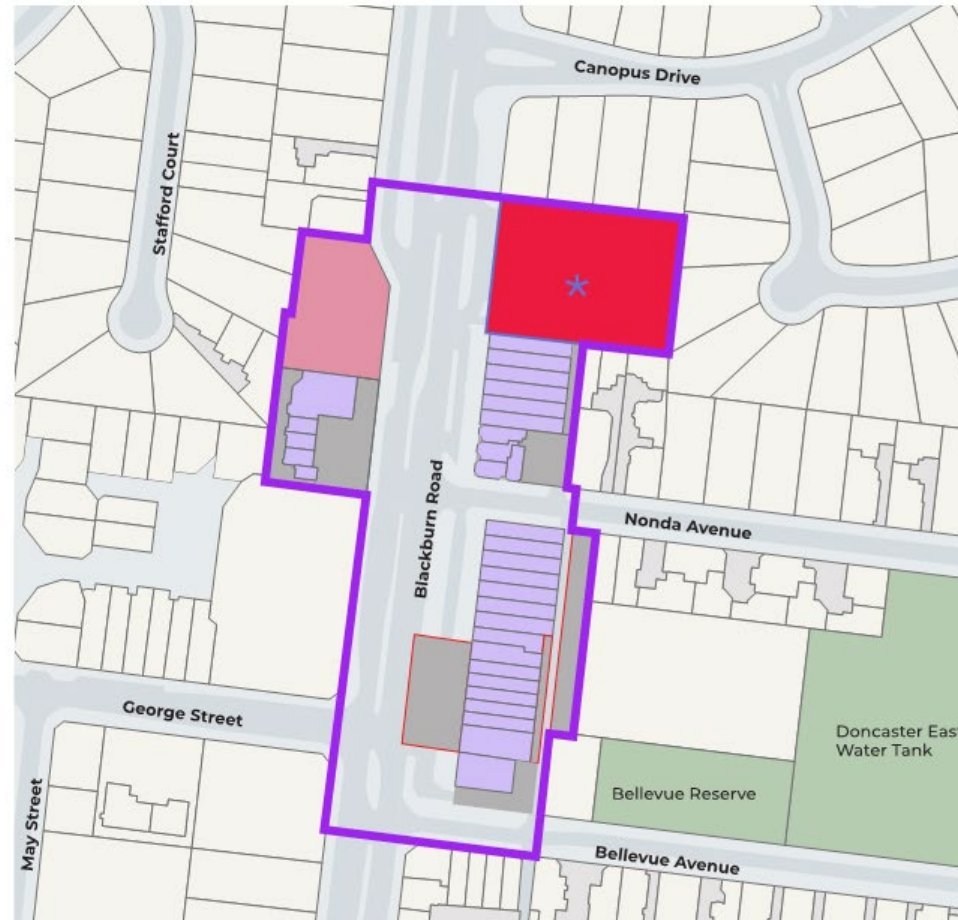 Canopus Drive
Stafford Court
Blackburn Road
Nonda Avenue
George Street
Doncaster East
Water Tank
Bellevue Reserve
May Street
Bellevue Avenue